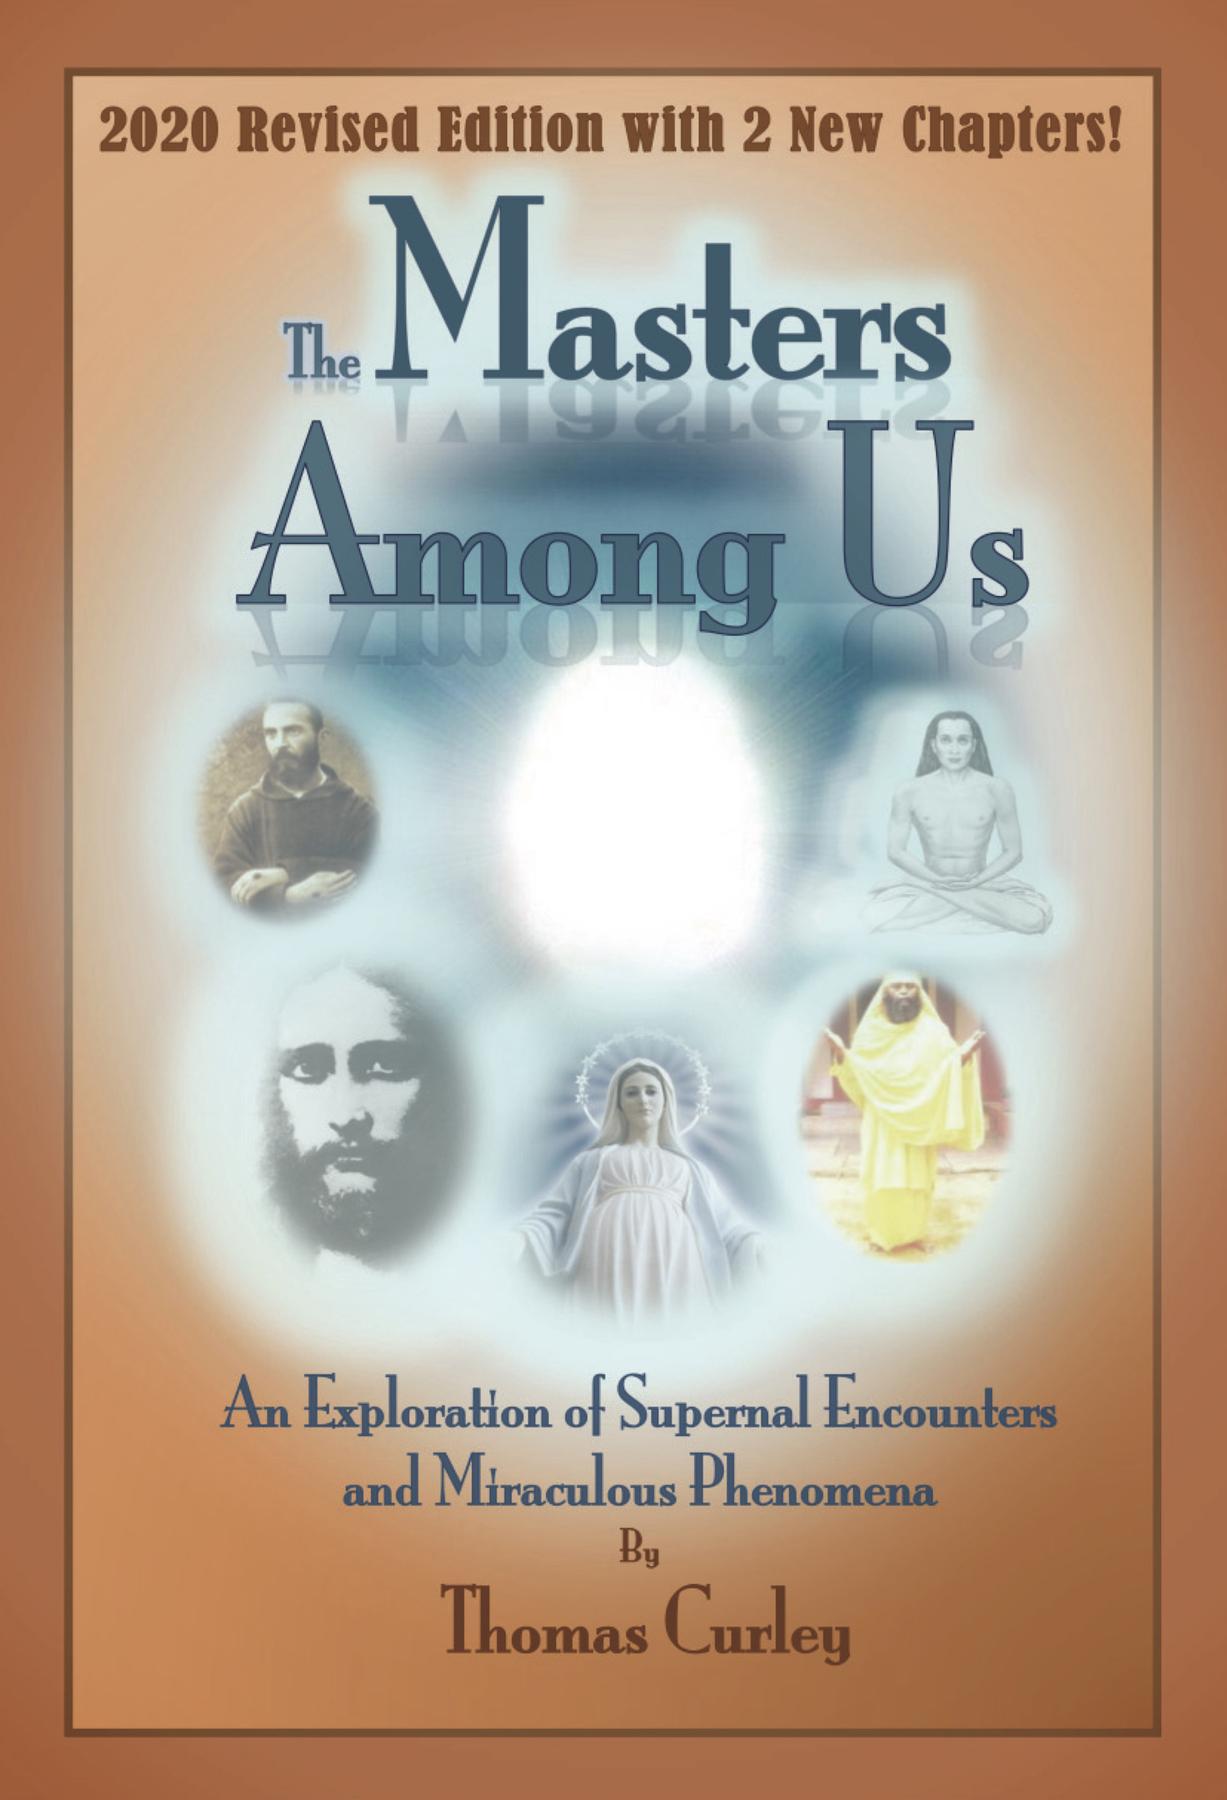 2020 Revised Edition with 2 New Chapters!
The Masters
Among Us
An Exploration of Supernal Encounters
and Miraculous Phenomena
By
Thomas Curley